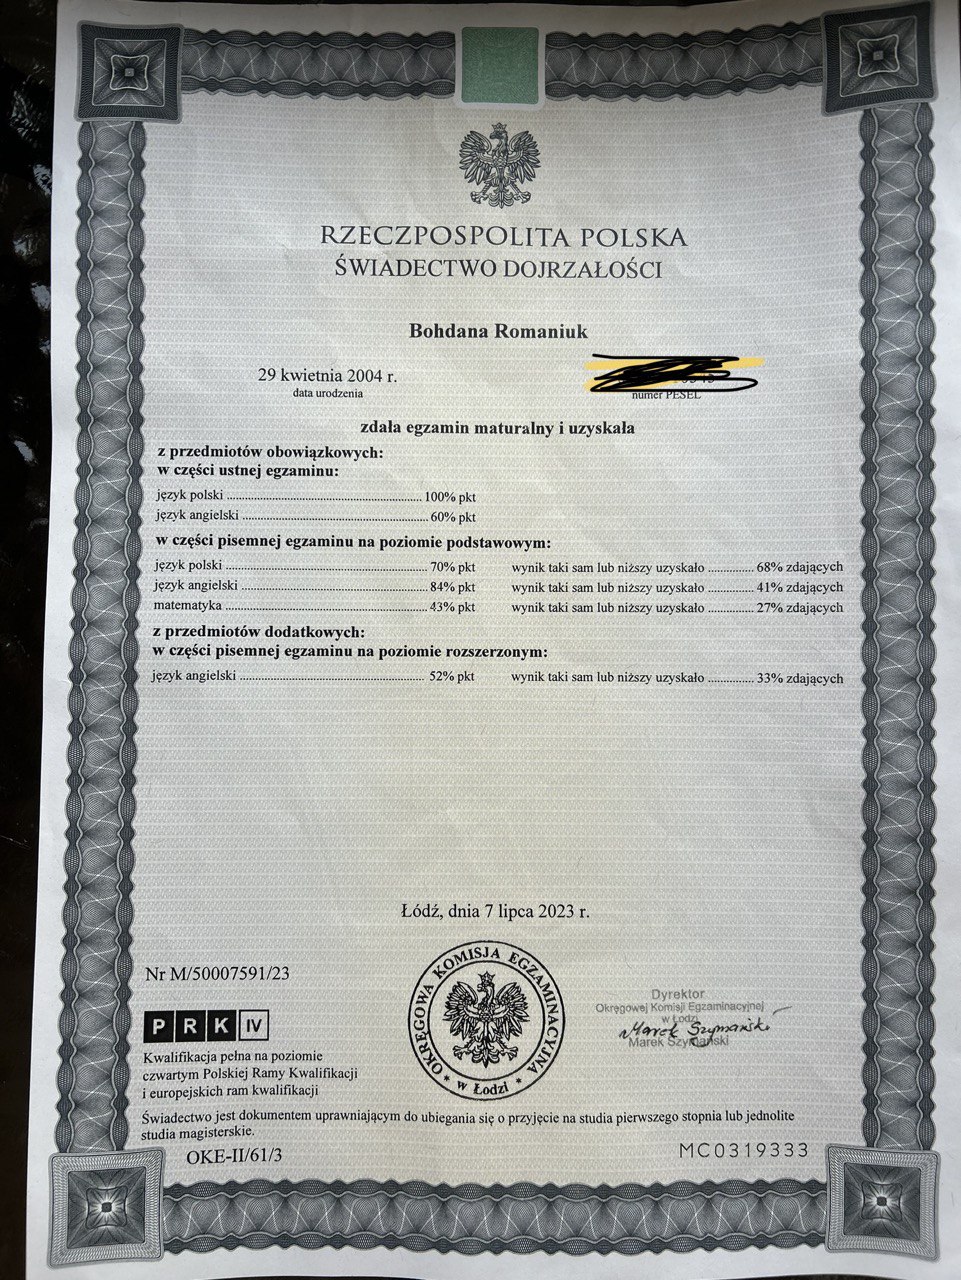 RZECZPOSPOLITA POLSKA
ŚWIADECTWO DOJRZAŁOŚCI
Bohdana Romaniuk
29 kwietnia 2004 r.
data urodzenia
numer PESEL
zdała egzamin maturalny i uzyskała
z przedmiotów obowiązkowych:
w części ustnej egzaminu:
język polski ........ 100% pkt
język angielski ........ 60% pkt
w części pisemnej egzaminu na poziomie podstawowym:
język polski ........ 70% pkt wynik taki sam lub niższy uzyskało ........ 68% zdających
język angielski ........ 84% pkt wynik taki sam lub niższy uzyskało ........ 41% zdających
matematyka ........ 43% pkt wynik taki sam lub niższy uzyskało ........ 27% zdających
z przedmiotów dodatkowych:
w części pisemnej egzaminu na poziomie rozszerzonym:
język angielski ........ 52% pkt wynik taki sam lub niższy uzyskało ........ 33% zdających
Łódź, dnia 7 lipca 2023 r.
Nr M/50007591/23
PRK IV
Kwalifikacja pełna na poziomie
czwartym Polskiej Ramy Kwalifikacji
i europejskich ram kwalifikacji
OKRĘGOWA KOMISJA EGZAMINACYJNA
* w Łodzi *
Dyrektor
Okręgowej Komisji Egzaminacyjnej
w Łodzi
Marek Szymański
Marek Szymański
Świadectwo jest dokumentem uprawniającym do ubiegania się o przyjęcie na studia pierwszego stopnia lub jednolite
studia magisterskie.
OKE-II/61/3
MC0319333